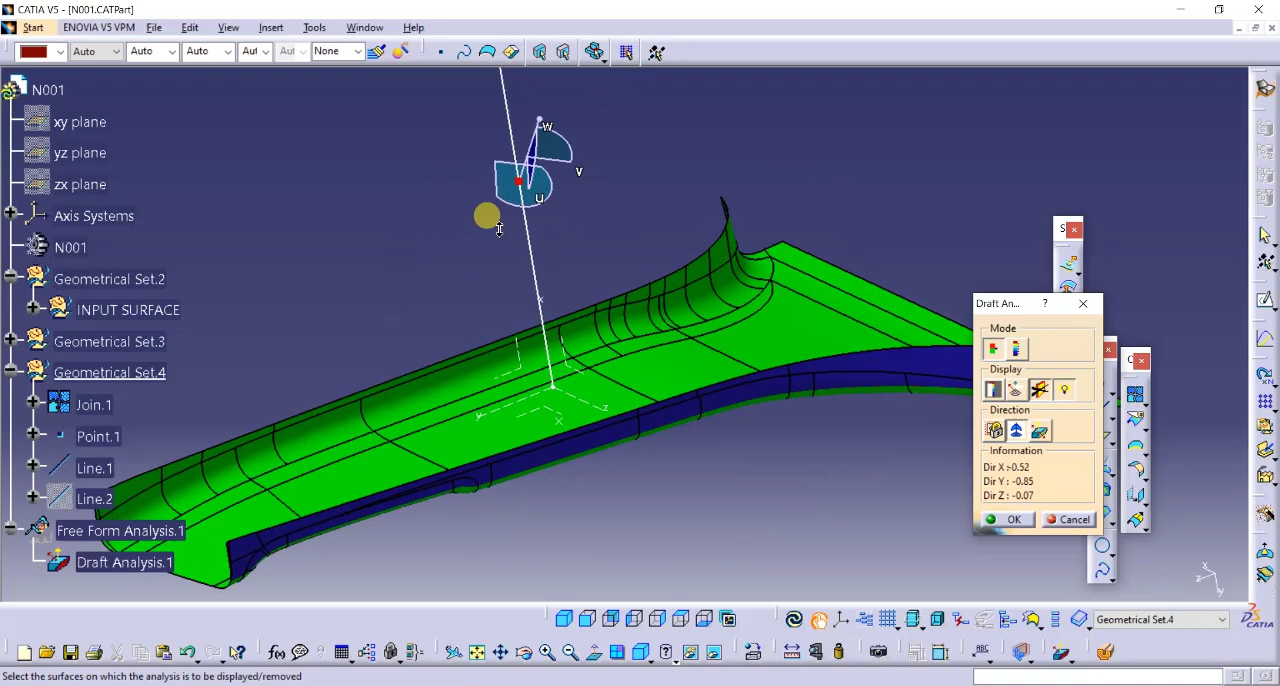 CATIA V5 - [N001.CATPart]
Start ENOVIA V5 VPM File Edit View Insert Tools Window Help
Auto Auto Auto Aut Aut None
N001
xy plane
yz plane
zx plane
Axis Systems
N001
Geometrical Set.2
INPUT SURFACE
Geometrical Set.3
Geometrical Set.4
Join.1
Point.1
Line.1
Line.2
Free Form Analysis.1
Draft Analysis.1
w
v
u
x
y
z
x
S...
Draft An... ? 
Mode
Display
Direction
Information
Dir X:-0.52
Dir Y : -0.85
Dir Z : -0.07
OK Cancel
C...
x
z
y
Geometrical Set.4
CATIA
f(x)
ABC
Select the surfaces on which the analysis is to be displayed/removed